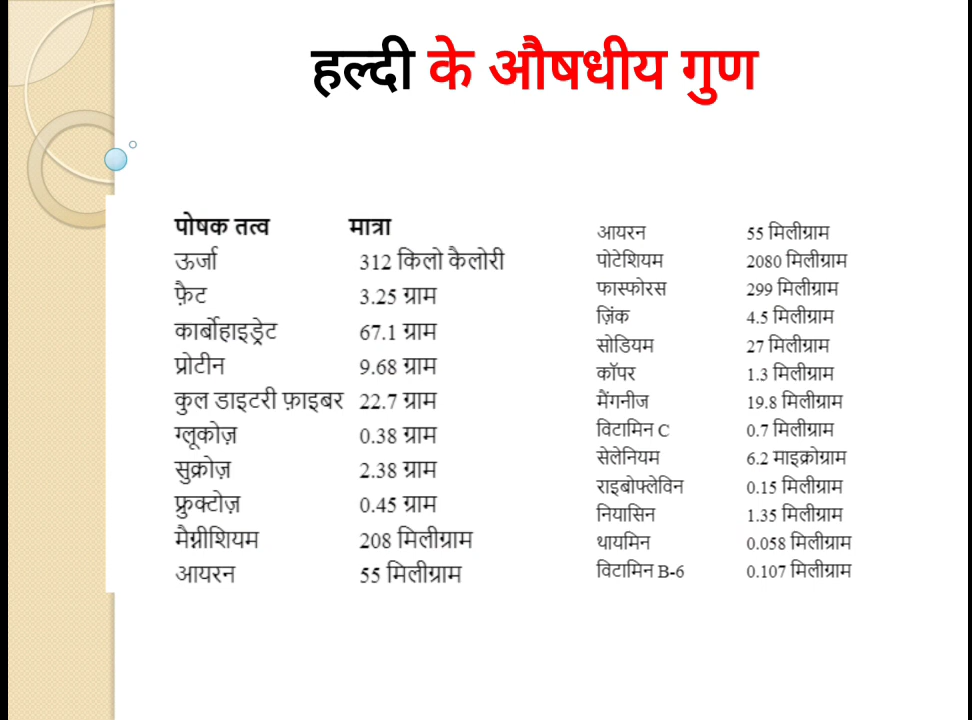 हल्दी के औषधीय गुण
पोषक तत्व मात्रा
ऊर्जा 312 किलो कैलोरी
फ़ैट 3.25 ग्राम
कार्बोहाइड्रेट 67.1 ग्राम
प्रोटीन 9.68 ग्राम
कुल डाइटरी फ़ाइबर 22.7 ग्राम
ग्लूकोज़ 0.38 ग्राम
सुक्रोज़ 2.38 ग्राम
फ्रुक्टोज़ 0.45 ग्राम
मैग्नीशियम 208 मिलीग्राम
आयरन 55 मिलीग्राम
आयरन 55 मिलीग्राम
पोटेशियम 2080 मिलीग्राम
फास्फोरस 299 मिलीग्राम
ज़िंक 4.5 मिलीग्राम
सोडियम 27 मिलीग्राम
कॉपर 1.3 मिलीग्राम
मैंगनीज 19.8 मिलीग्राम
विटामिन C 0.7 मिलीग्राम
सेलेनियम 6.2 माइक्रोग्राम
राइबोफ्लेविन 0.15 मिलीग्राम
नियासिन 1.35 मिलीग्राम
थायमिन 0.058 मिलीग्राम
विटामिन B-6 0.107 मिलीग्राम